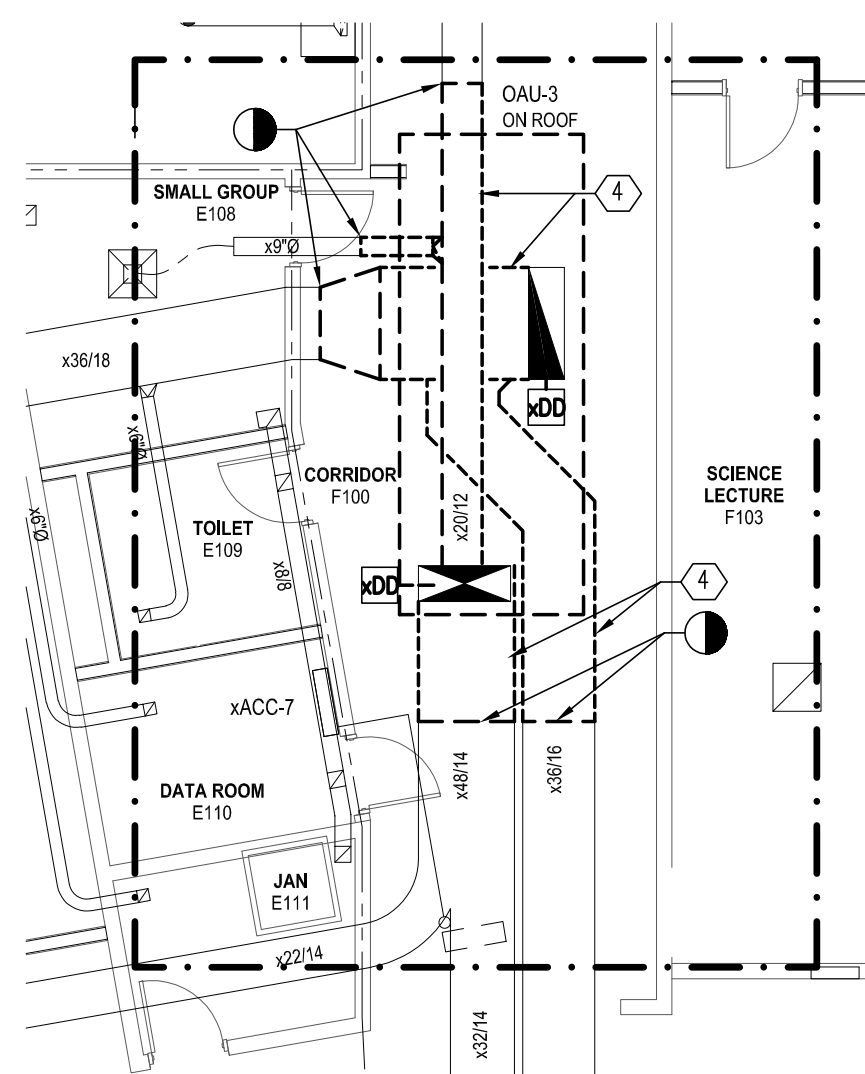 OAU-3
ON ROOF
4
SMALL GROUP
E108
x9"Ø
x36/18
xDD
x6"Ø
CORRIDOR
F100
SCIENCE
LECTURE
F103
x20/12
TOILET
E109
x6"Ø
x8/8
xDD
4
xACC-7
x48/14
x36/16
DATA ROOM
E110
JAN
E111
x22/14
x32/14